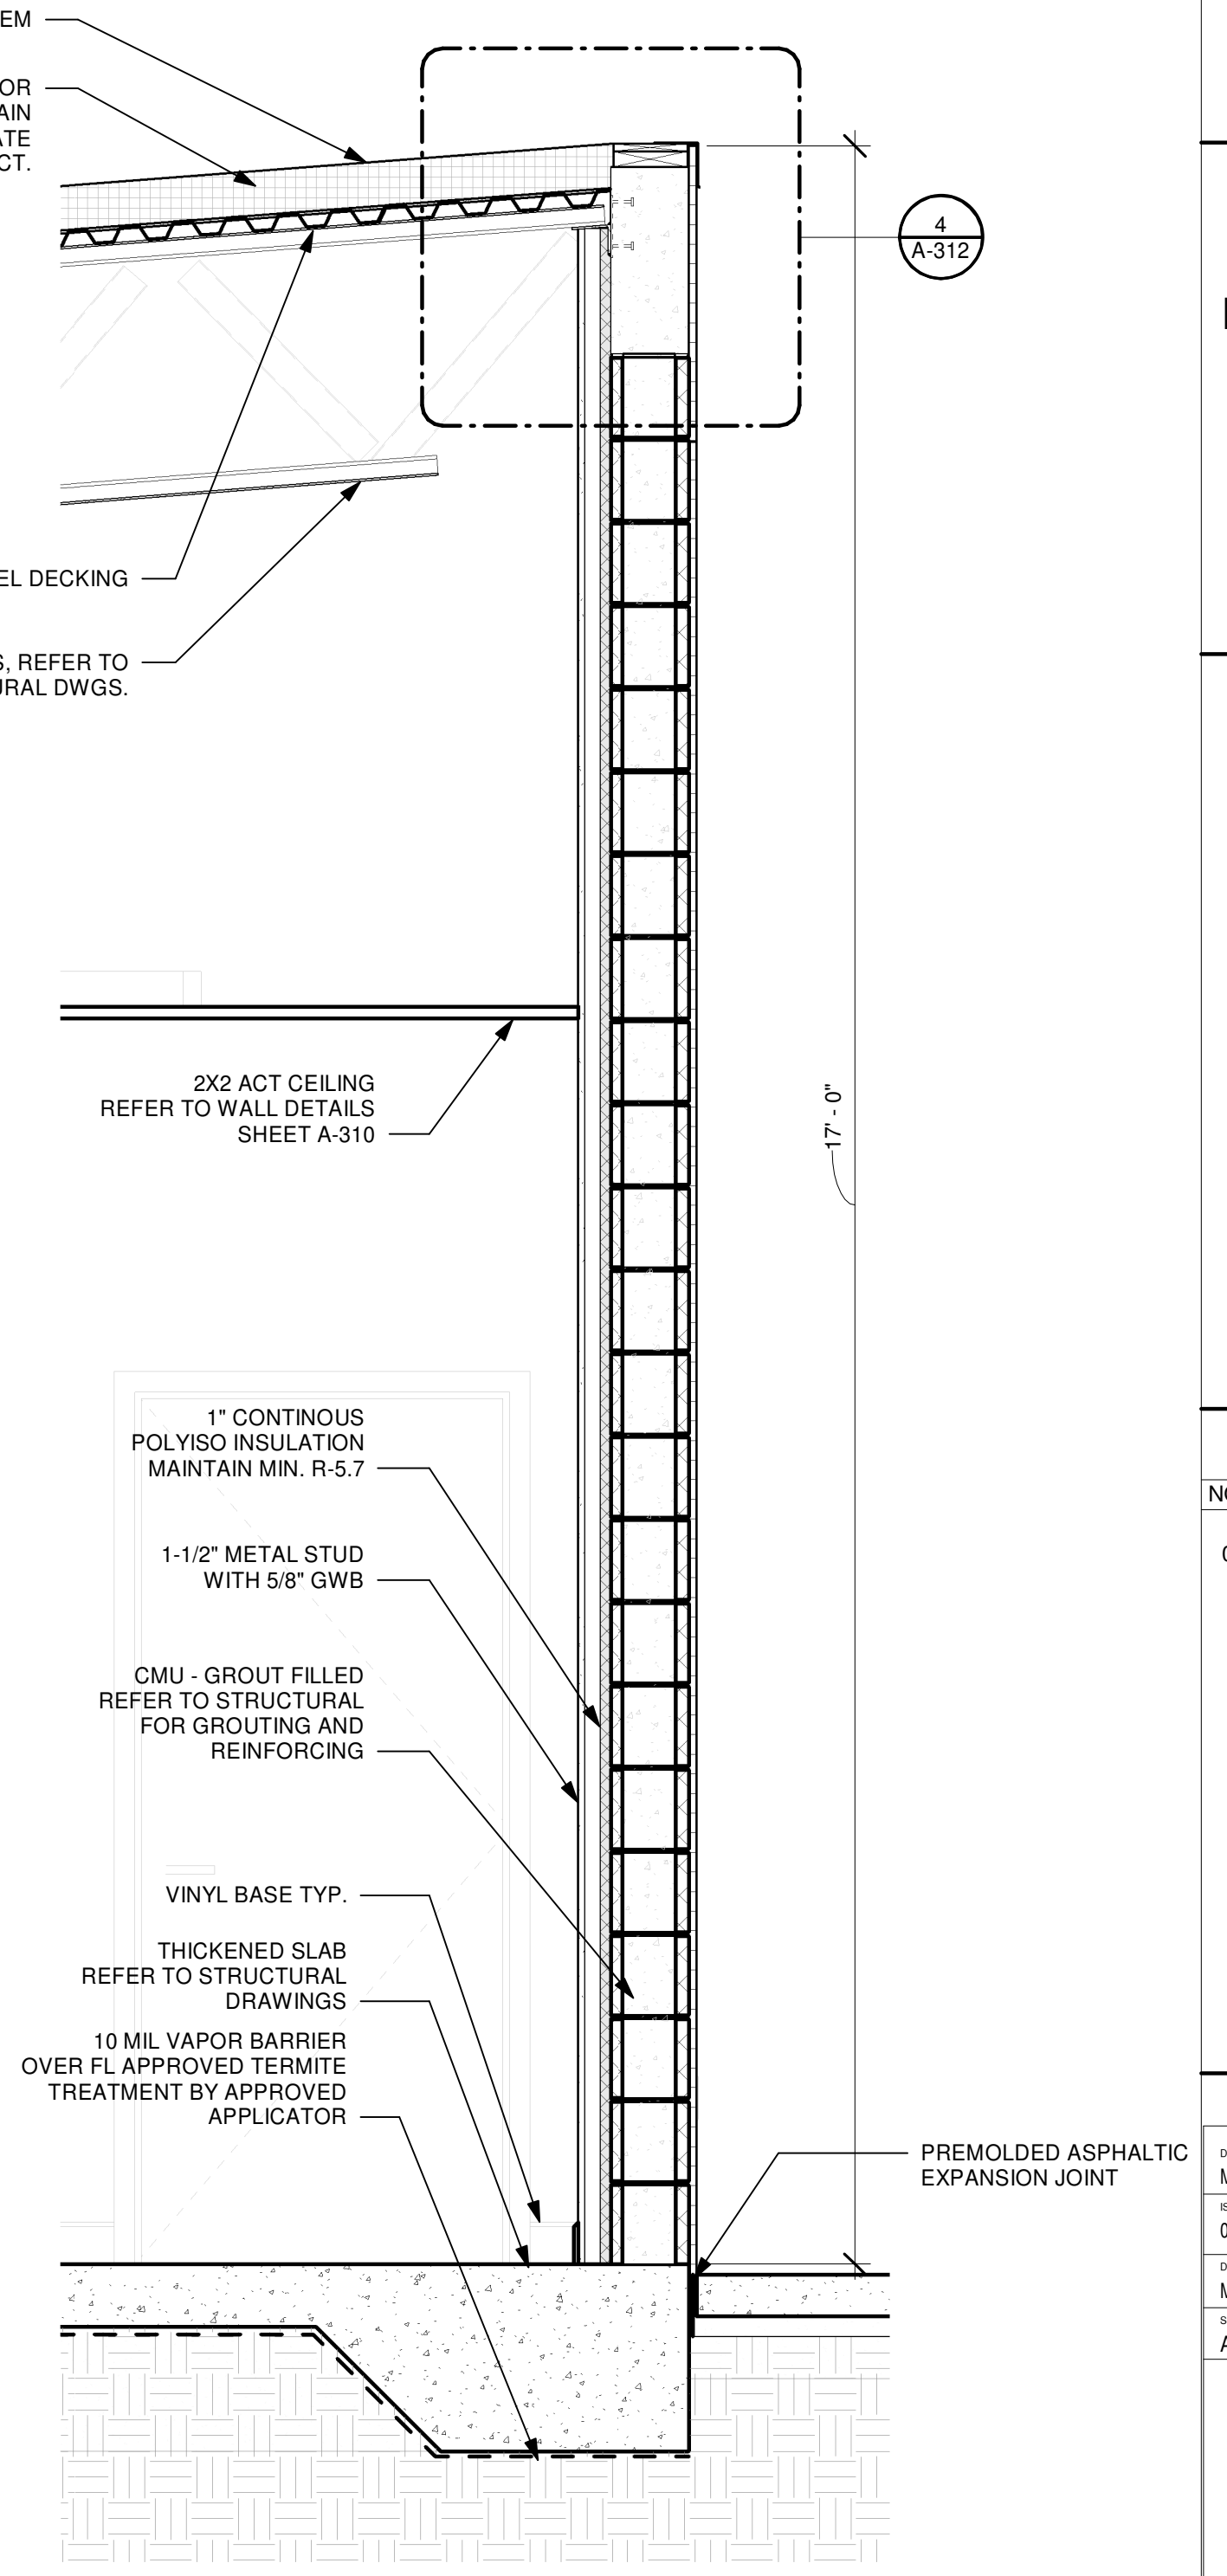 EM
OR
AIN
ATE
CT.
4
A-312
EL DECKING
S, REFER TO
URAL DWGS.
2X2 ACT CEILING
REFER TO WALL DETAILS
SHEET A-310
17' - 0"
1" CONTINOUS
POLYISO INSULATION
MAINTAIN MIN. R-5.7
1-1/2" METAL STUD
WITH 5/8" GWB
CMU - GROUT FILLED
REFER TO STRUCTURAL
FOR GROUTING AND
REINFORCING
VINYL BASE TYP.
THICKENED SLAB
REFER TO STRUCTURAL
DRAWINGS
10 MIL VAPOR BARRIER
OVER FL APPROVED TERMITE
TREATMENT BY APPROVED
APPLICATOR
PREMOLDED ASPHALTIC
EXPANSION JOINT